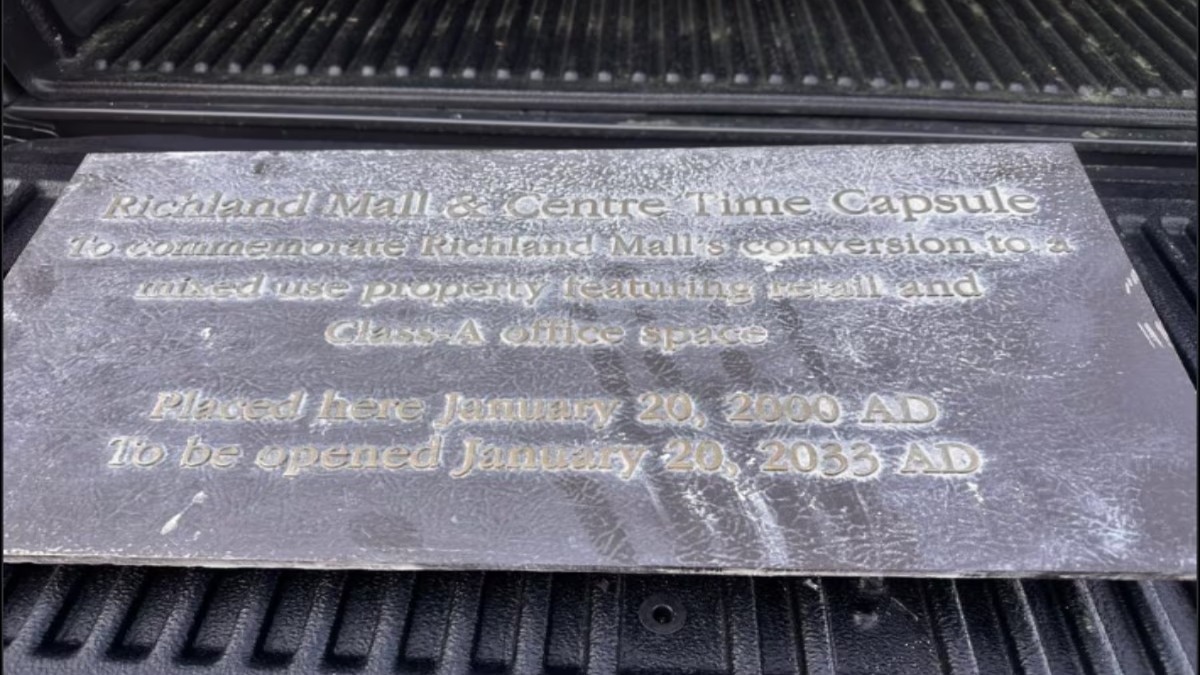 Richland Mall & Centre Time Capsule
To commemorate Richland Mall's conversion to a
mixed use property featuring retail and
Class-A office space
Placed here January 20, 2000 AD
To be opened January 20, 2033 AD